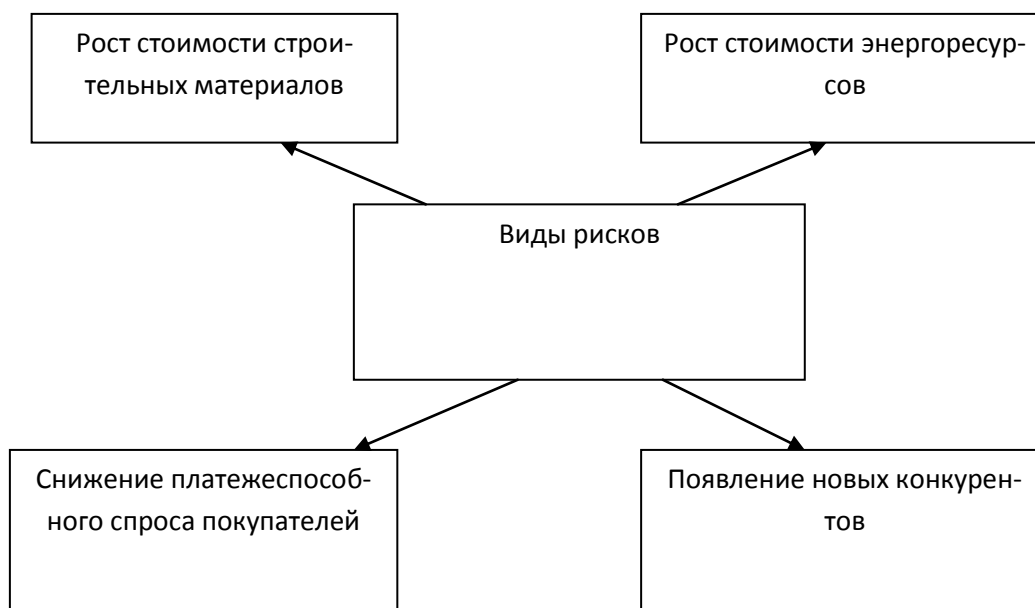 Рост стоимости строи-
тельных материалов
Рост стоимости энергоресур-
сов
Виды рисков
Снижение платежеспособ-
ного спроса покупателей
Появление новых конкурен-
тов